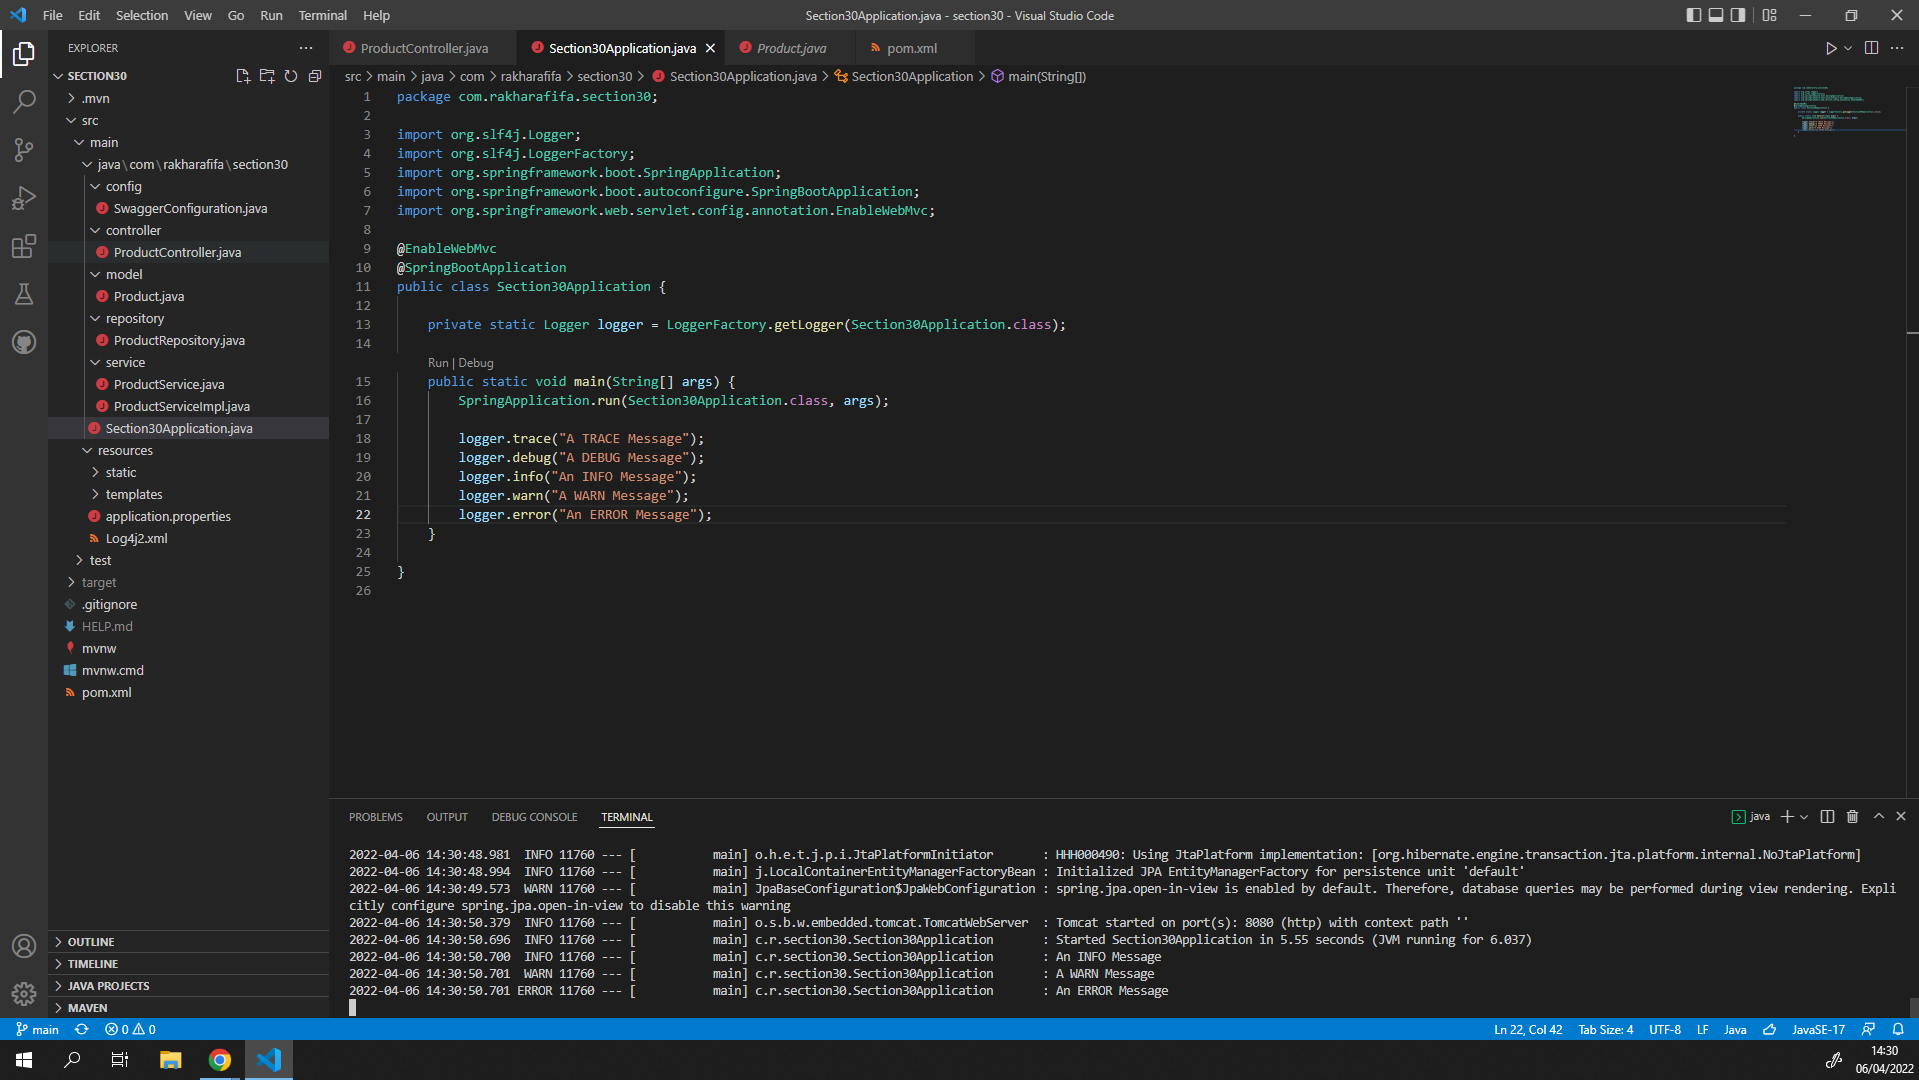 File Edit Selection View Go Run Terminal Help
Section30Application.java - section30 - Visual Studio Code
EXPLORER
SECTION30
.mvn
src
main
java\com\rakharafifa\section30
config
SwaggerConfiguration.java
controller
ProductController.java
model
Product.java
repository
ProductRepository.java
service
ProductService.java
ProductServiceImpl.java
Section30Application.java
resources
static
templates
application.properties
Log4j2.xml
test
target
.gitignore
HELP.md
mvnw
mvnw.cmd
pom.xml
OUTLINE
TIMELINE
JAVA PROJECTS
MAVEN
ProductController.java Section30Application.java Product.java pom.xml
src > main > java > com > rakharafifa > section30 > Section30Application.java > Section30Application > main(String[])
1 package com.rakharafifa.section30;
2
3 import org.slf4j.Logger;
4 import org.slf4j.LoggerFactory;
5 import org.springframework.boot.SpringApplication;
6 import org.springframework.boot.autoconfigure.SpringBootApplication;
7 import org.springframework.web.servlet.config.annotation.EnableWebMvc;
8
9 @EnableWebMvc
10 @SpringBootApplication
11 public class Section30Application {
12
13 private static Logger logger = LoggerFactory.getLogger(Section30Application.class);
14
Run | Debug
15 public static void main(String[] args) {
16 SpringApplication.run(Section30Application.class, args);
17
18 logger.trace("A TRACE Message");
19 logger.debug("A DEBUG Message");
20 logger.info("An INFO Message");
21 logger.warn("A WARN Message");
22 logger.error("An ERROR Message");
23 }
24
25 }
26
PROBLEMS OUTPUT DEBUG CONSOLE TERMINAL
java
2022-04-06 14:30:48.981 INFO 11760 --- [ main] o.h.e.t.j.p.i.JtaPlatformInitiator : HHH000490: Using JtaPlatform implementation: [org.hibernate.engine.transaction.jta.platform.internal.NoJtaPlatform]
2022-04-06 14:30:48.994 INFO 11760 --- [ main] j.LocalContainerEntityManagerFactoryBean : Initialized JPA EntityManagerFactory for persistence unit 'default'
2022-04-06 14:30:49.573 WARN 11760 --- [ main] JpaBaseConfiguration$JpaWebConfiguration : spring.jpa.open-in-view is enabled by default. Therefore, database queries may be performed during view rendering. Expli
citly configure spring.jpa.open-in-view to disable this warning
2022-04-06 14:30:50.379 INFO 11760 --- [ main] o.s.b.w.embedded.tomcat.TomcatWebServer : Tomcat started on port(s): 8080 (http) with context path ''
2022-04-06 14:30:50.696 INFO 11760 --- [ main] c.r.section30.Section30Application : Started Section30Application in 5.55 seconds (JVM running for 6.037)
2022-04-06 14:30:50.700 INFO 11760 --- [ main] c.r.section30.Section30Application : An INFO Message
2022-04-06 14:30:50.701 WARN 11760 --- [ main] c.r.section30.Section30Application : A WARN Message
2022-04-06 14:30:50.701 ERROR 11760 --- [ main] c.r.section30.Section30Application : An ERROR Message
main 0 0
Ln 22, Col 42 Tab Size: 4 UTF-8 LF Java JavaSE-17
14:30
06/04/2022